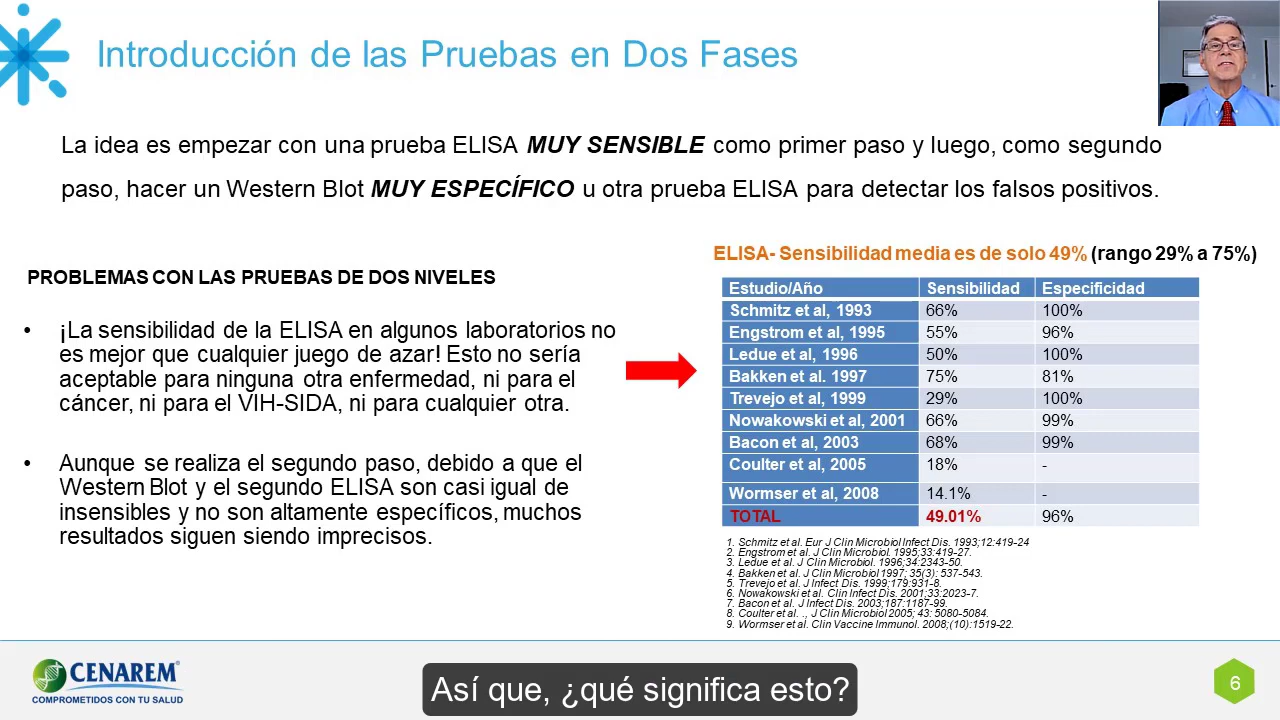 Introducción de las Pruebas en Dos Fases
La idea es empezar con una prueba ELISA MUY SENSIBLE como primer paso y luego, como segundo
paso, hacer un Western Blot MUY ESPECÍFICO u otra prueba ELISA para detectar los falsos positivos.
PROBLEMAS CON LAS PRUEBAS DE DOS NIVELES
• ¡La sensibilidad de la ELISA en algunos laboratorios no
es mejor que cualquier juego de azar! Esto no sería
aceptable para ninguna otra enfermedad, ni para el
cáncer, ni para el VIH-SIDA, ni para cualquier otra.
• Aunque se realiza el segundo paso, debido a que el
Western Blot y el segundo ELISA son casi igual de
insensibles y no son altamente específicos, muchos
resultados siguen siendo imprecisos.
ELISA- Sensibilidad media es de solo 49% (rango 29% a 75%)
Estudio/Año Sensibilidad Especificidad
Schmitz et al, 1993 66% 100%
Engstrom et al, 1995 55% 96%
Ledue et al, 1996 50% 100%
Bakken et al. 1997 75% 81%
Trevejo et al, 1999 29% 100%
Nowakowski et al, 2001 66% 99%
Bacon et al, 2003 68% 99%
Coulter et al, 2005 18% -
Wormser et al, 2008 14.1% -
TOTAL 49.01% 96%
1. Schmitz et al. Eur J Clin Microbiol Infect Dis. 1993;12:419-24
2. Engstrom et al. J Clin Microbiol. 1995;33:419-27.
3. Ledue et al. J Clin Microbiol. 1996;34:2343-50.
4. Bakken et al. J Clin Microbiol 1997; 35(3): 537-543.
5. Trevejo et al. J Infect Dis. 1999;179:931-8.
6. Nowakowski et al. Clin Infect Dis. 2001;33:2023-7.
7. Bacon et al. J Infect Dis. 2003;187:1187-99.
8. Coulter et al. ., J Clin Microbiol 2005; 43: 5080-5084.
9. Wormser et al. Clin Vaccine Immunol. 2008;(10):1519-22.
CENAREM®
COMPROMETIDOS CON TU SALUD
Así que, ¿qué significa esto?
6